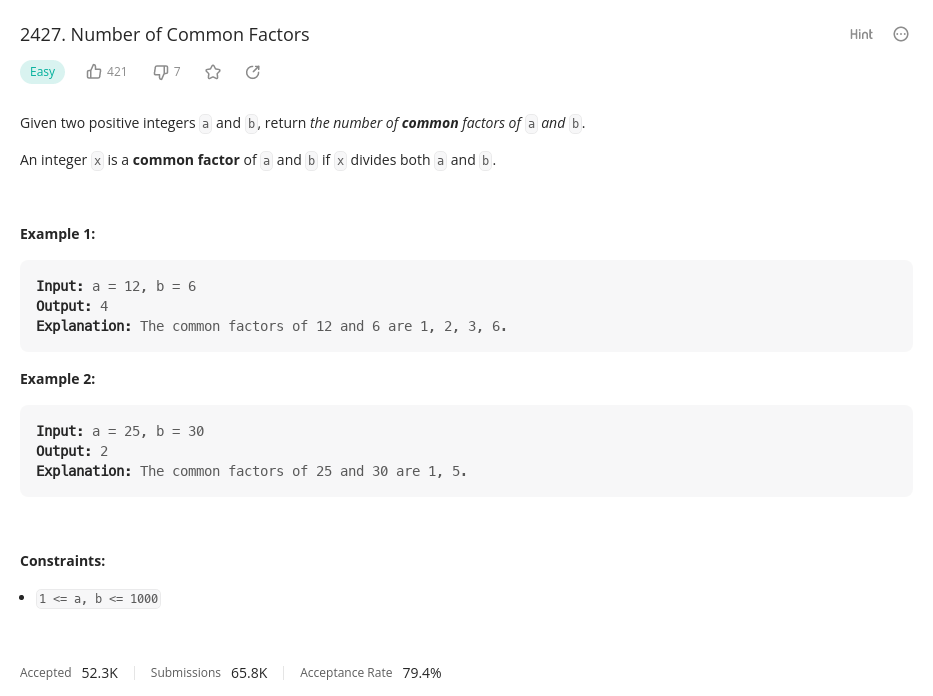 2427. Number of Common Factors
Hint
Easy 421 7
Given two positive integers a and b, return the number of common factors of a and b.
An integer x is a common factor of a and b if x divides both a and b.
Example 1:
Input: a = 12, b = 6
Output: 4
Explanation: The common factors of 12 and 6 are 1, 2, 3, 6.
Example 2:
Input: a = 25, b = 30
Output: 2
Explanation: The common factors of 25 and 30 are 1, 5.
Constraints:
1 <= a, b <= 1000
Accepted 52.3K Submissions 65.8K Acceptance Rate 79.4%